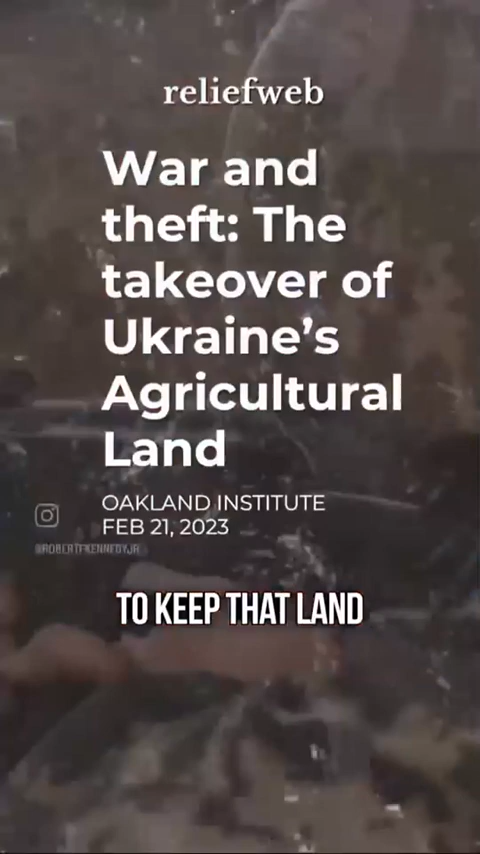 reliefweb
War and
theft: The
takeover of
Ukraine’s
Agricultural
Land
OAKLAND INSTITUTE
FEB 21, 2023
@ROBERTFKENNEDYJR
TO KEEP THAT LAND